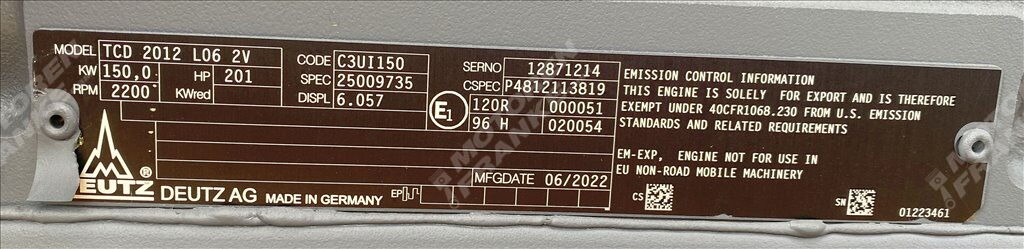 MODEL TCD 2012 L06 2V
KW 150,0 HP 201
RPM 2200 KWred
CODE C3UI150
SPEC 25009735
DISPL 6.057
SERNO 12871214
CSPEC P4812113819
E1 120R 000051
96 H 020054
MFGDATE 06/2022
EP
DEUTZ
DEUTZ AG MADE IN GERMANY
EMISSION CONTROL INFORMATION
THIS ENGINE IS SOLELY FOR EXPORT AND IS THEREFORE
EXEMPT UNDER 40CFR1068.230 FROM U.S. EMISSION
STANDARDS AND RELATED REQUIREMENTS
EM-EXP, ENGINE NOT FOR USE IN
EU NON-ROAD MOBILE MACHINERY
CS SN 01223461
MOTOREN
FRANKEN